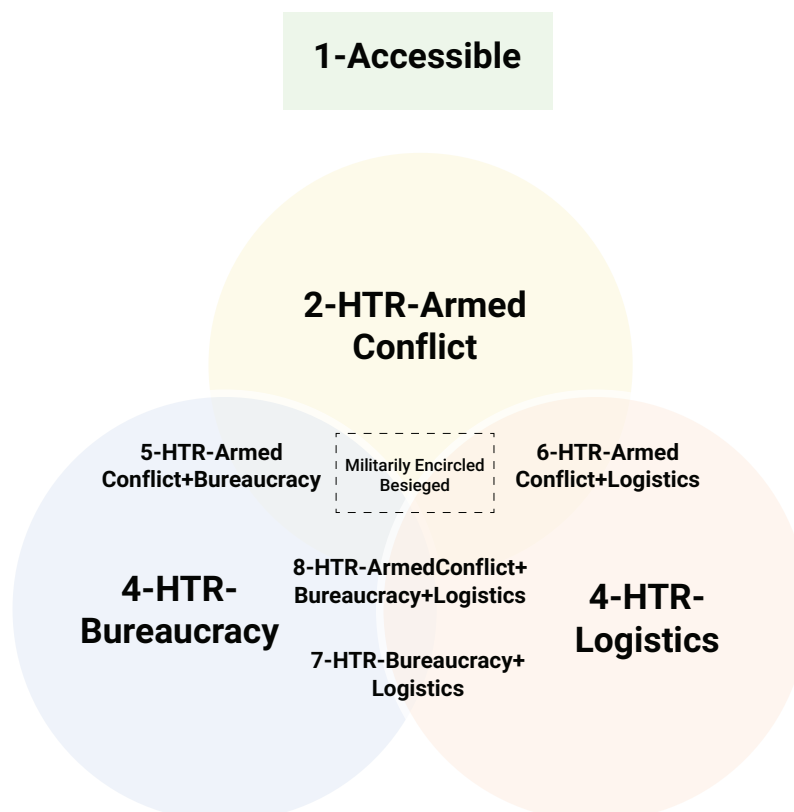 1-Accessible
2-HTR-Armed
Conflict
5-HTR-Armed
Conflict+Bureaucracy
Militarily Encircled
Besieged
6-HTR-Armed
Conflict+Logistics
8-HTR-ArmedConflict+
Bureaucracy+Logistics
4-HTR-
Bureaucracy
4-HTR-
Logistics
7-HTR-Bureaucracy+
Logistics